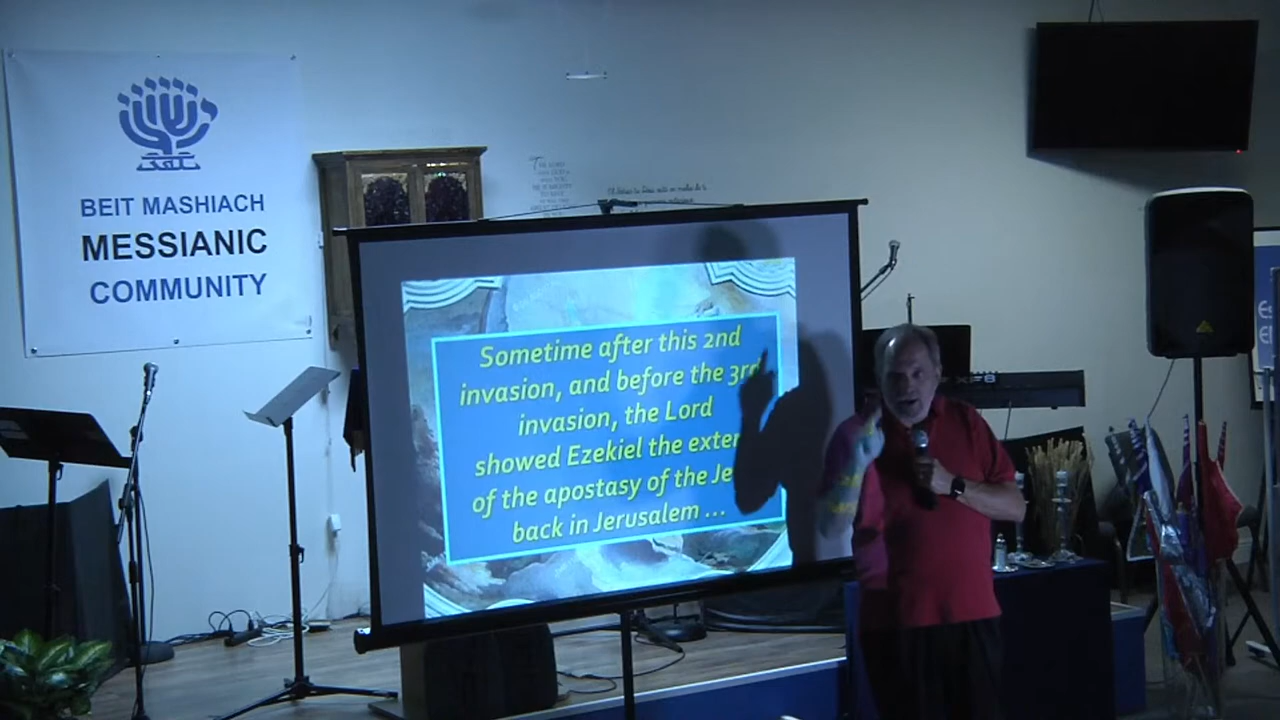 BEIT MASHIACH
MESSIANIC
COMMUNITY
Sometime after this 2nd
invasion, and before the 3rd
invasion, the Lord
showed Ezekiel the
of the apostasy of the
back in Jerusalem ...